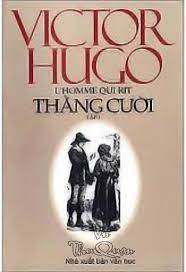 VICTOR
HUGO
L'HOMME QUI RIT
THẰNG CƯỜI
TẬP 1
Nhà xuất bản văn học